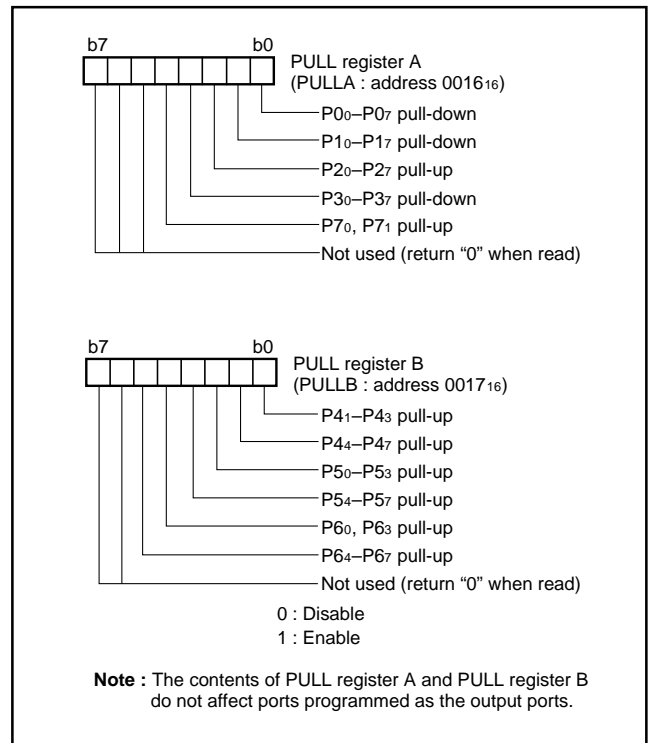 b7 b0
PULL register A
(PULLA : address 0016₁₆)
P0₀–P0₇ pull-down
P1₀–P1₇ pull-down
P2₀–P2₇ pull-up
P3₀–P3₇ pull-down
P7₀, P7₁ pull-up
Not used (return “0” when read)
b7 b0
PULL register B
(PULLB : address 0017₁₆)
P4₁–P4₃ pull-up
P4₄–P4₇ pull-up
P5₀–P5₃ pull-up
P5₄–P5₇ pull-up
P6₀, P6₃ pull-up
P6₄–P6₇ pull-up
Not used (return “0” when read)
0 : Disable
1 : Enable
Note : The contents of PULL register A and PULL register B
do not affect ports programmed as the output ports.